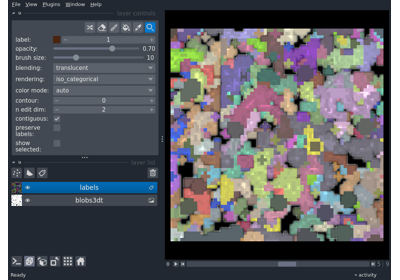 File View Plugins Window Help
layer controls
label: 1
opacity: 0.70
brush size: 10
blending: translucent
rendering: iso_categorical
color mode: auto
contour: 0
n edit dim: 2
contiguous:
preserve
labels:
show
selected:
layer list
labels
blobs3dt
Ready
activity